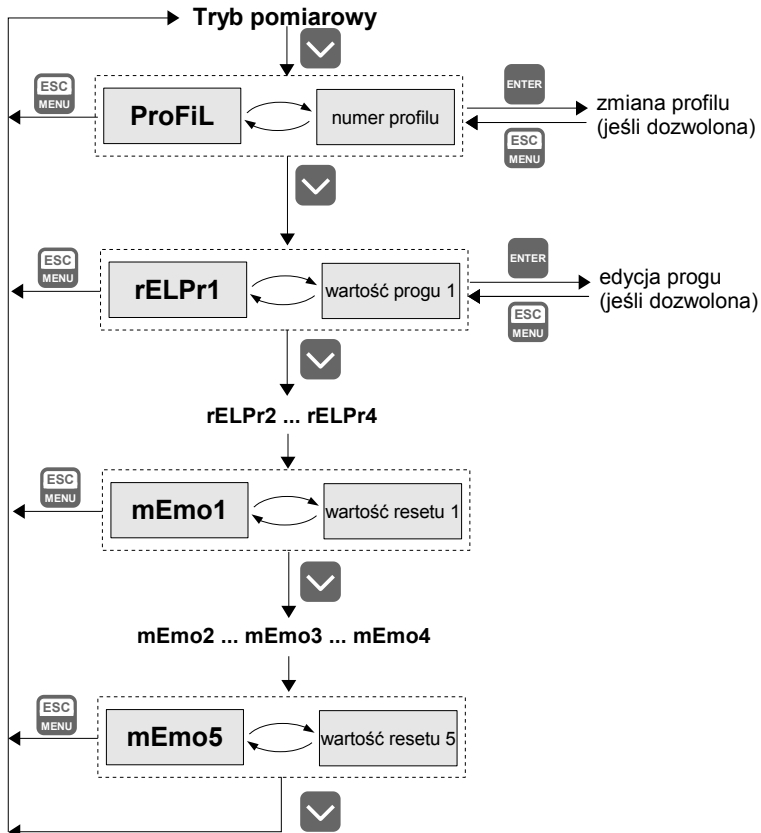 Tryb pomiarowy
ESC
MENU
ProFiL
numer profilu
ENTER
ESC
MENU
zmiana profilu
(jeśli dozwolona)
ESC
MENU
rELPr1
wartość progu 1
ENTER
ESC
MENU
edycja progu
(jeśli dozwolona)
rELPr2 ... rELPr4
ESC
MENU
mEmo1
wartość resetu 1
mEmo2 ... mEmo3 ... mEmo4
ESC
MENU
mEmo5
wartość resetu 5